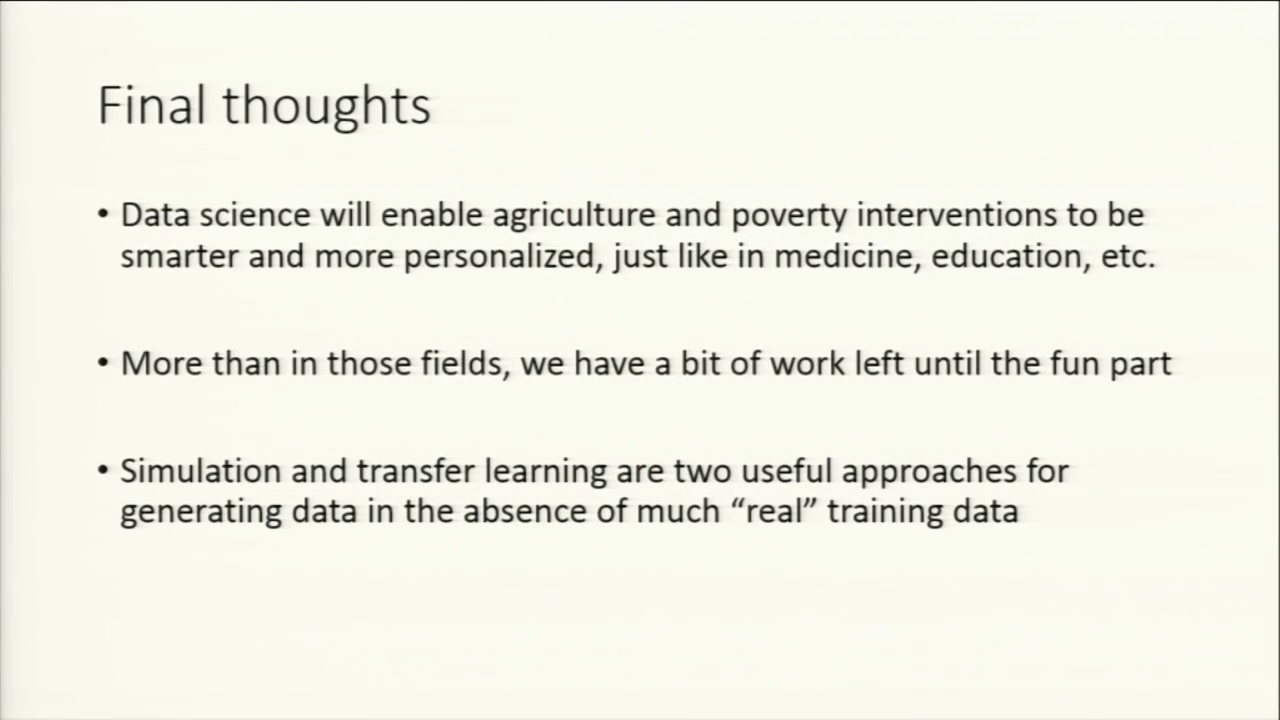 Final thoughts
• Data science will enable agriculture and poverty interventions to be
smarter and more personalized, just like in medicine, education, etc.
• More than in those fields, we have a bit of work left until the fun part
• Simulation and transfer learning are two useful approaches for
generating data in the absence of much “real” training data